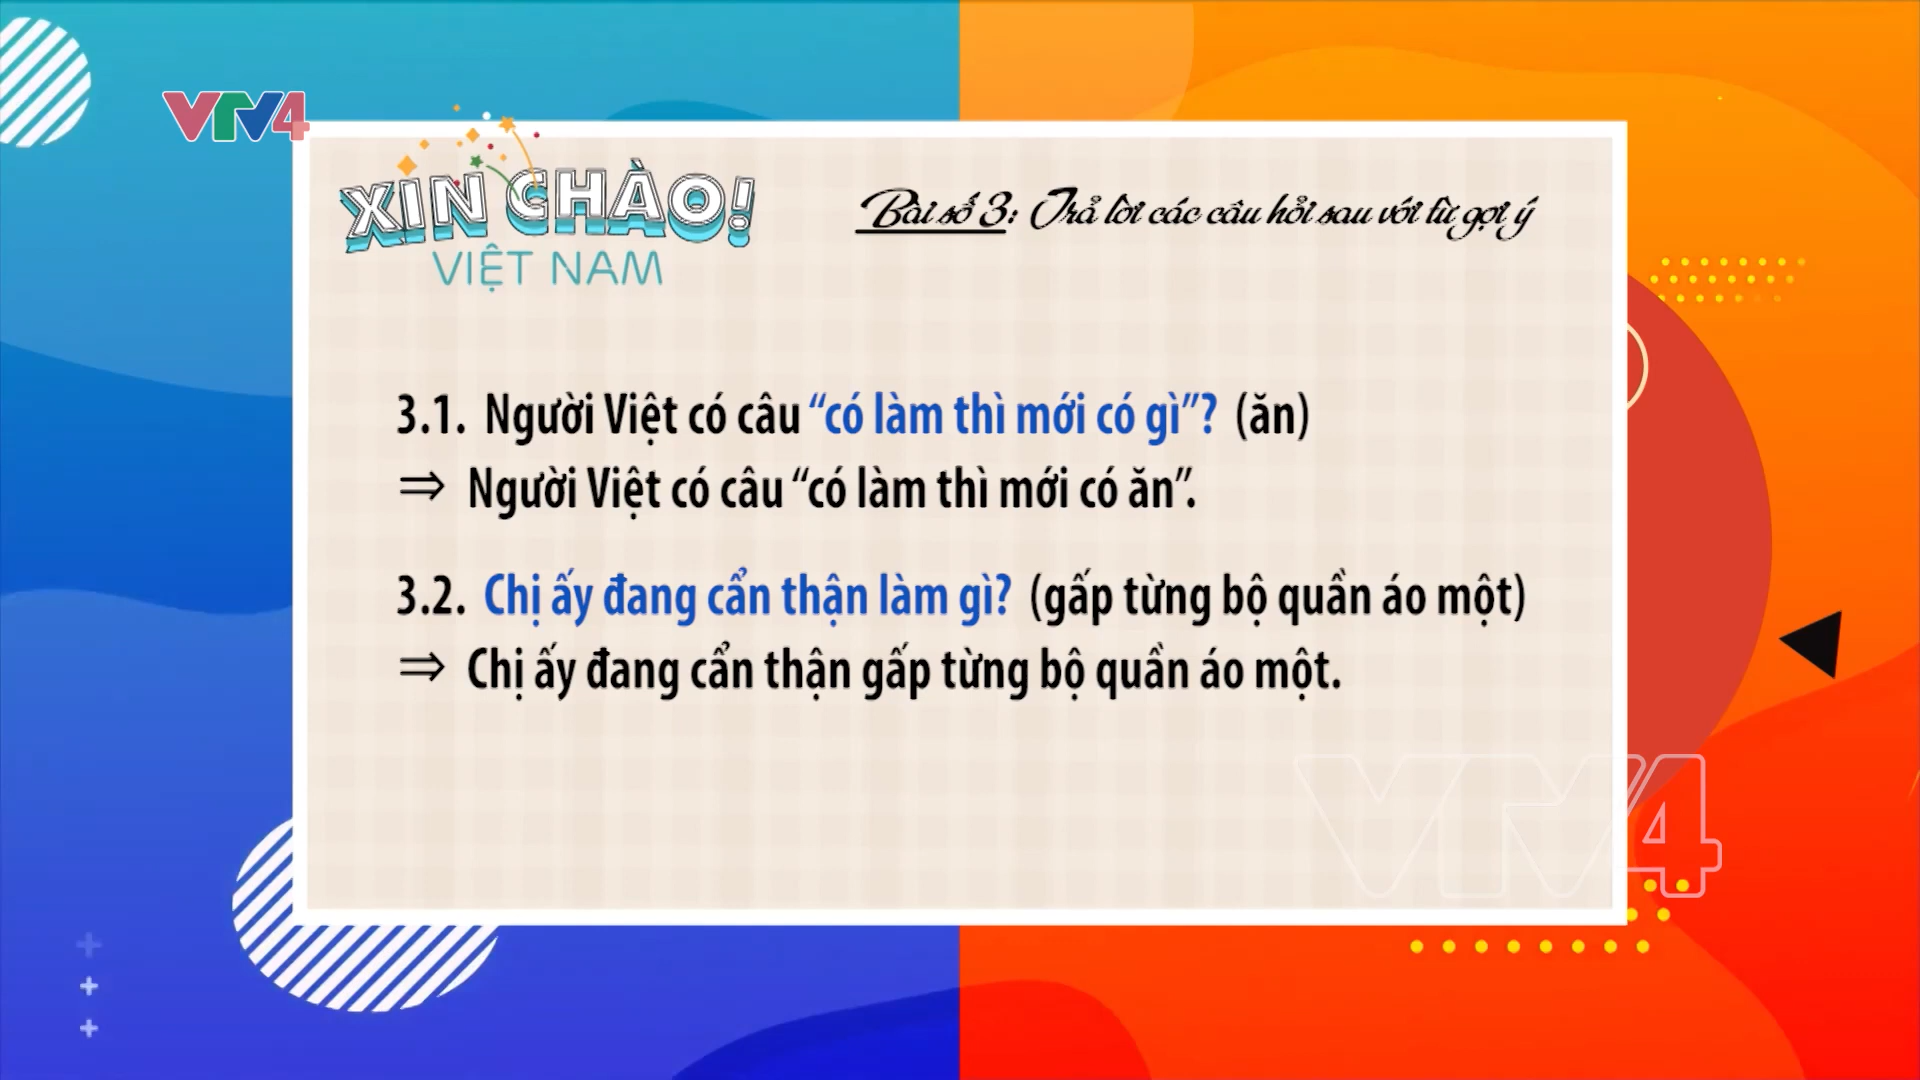 VTV4
XIN CHÀO!
VIỆT NAM
Bài số 3: Trả lời các câu hỏi sau với từ gợi ý
3.1. Người Việt có câu “có làm thì mới có gì”? (ăn)
⇒ Người Việt có câu “có làm thì mới có ăn”.
3.2. Chị ấy đang cẩn thận làm gì? (gấp từng bộ quần áo một)
⇒ Chị ấy đang cẩn thận gấp từng bộ quần áo một.
VTV4